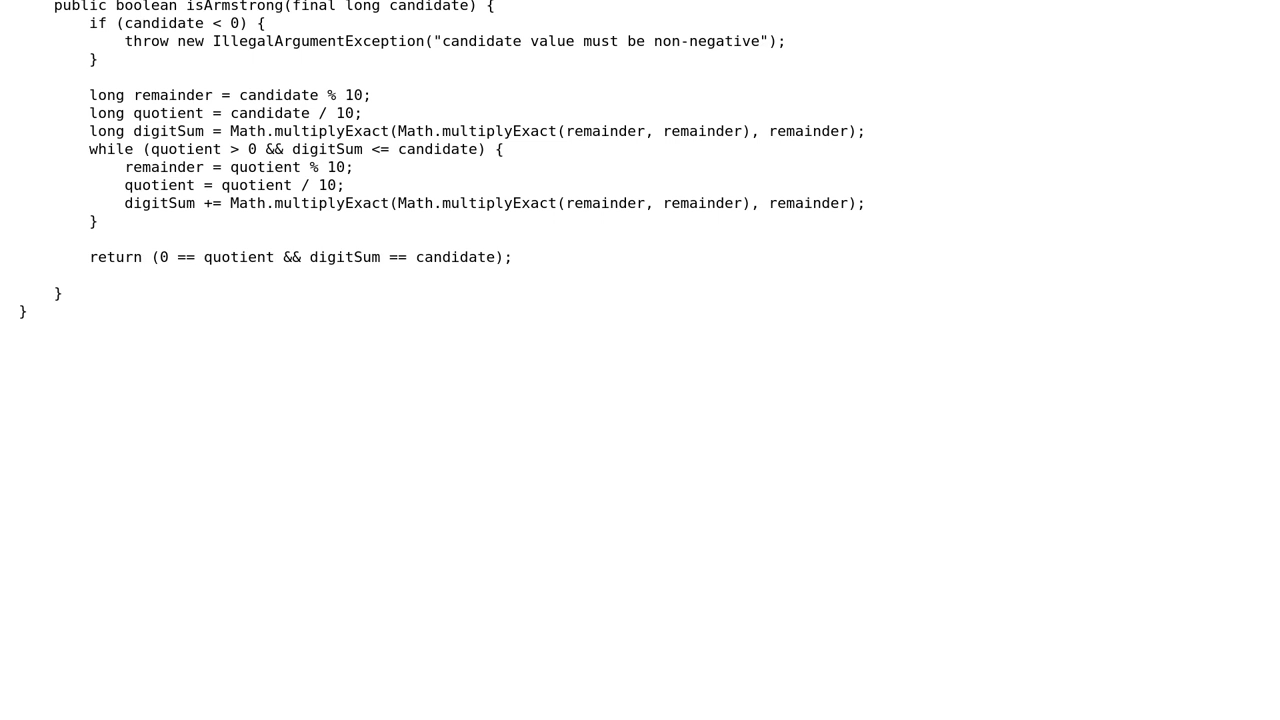 public boolean isArmstrong(final long candidate) {
if (candidate < 0) {
throw new IllegalArgumentException("candidate value must be non-negative");
}
long remainder = candidate % 10;
long quotient = candidate / 10;
long digitSum = Math.multiplyExact(Math.multiplyExact(remainder, remainder), remainder);
while (quotient > 0 && digitSum <= candidate) {
remainder = quotient % 10;
quotient = quotient / 10;
digitSum += Math.multiplyExact(Math.multiplyExact(remainder, remainder), remainder);
}
return (0 == quotient && digitSum == candidate);
}
}